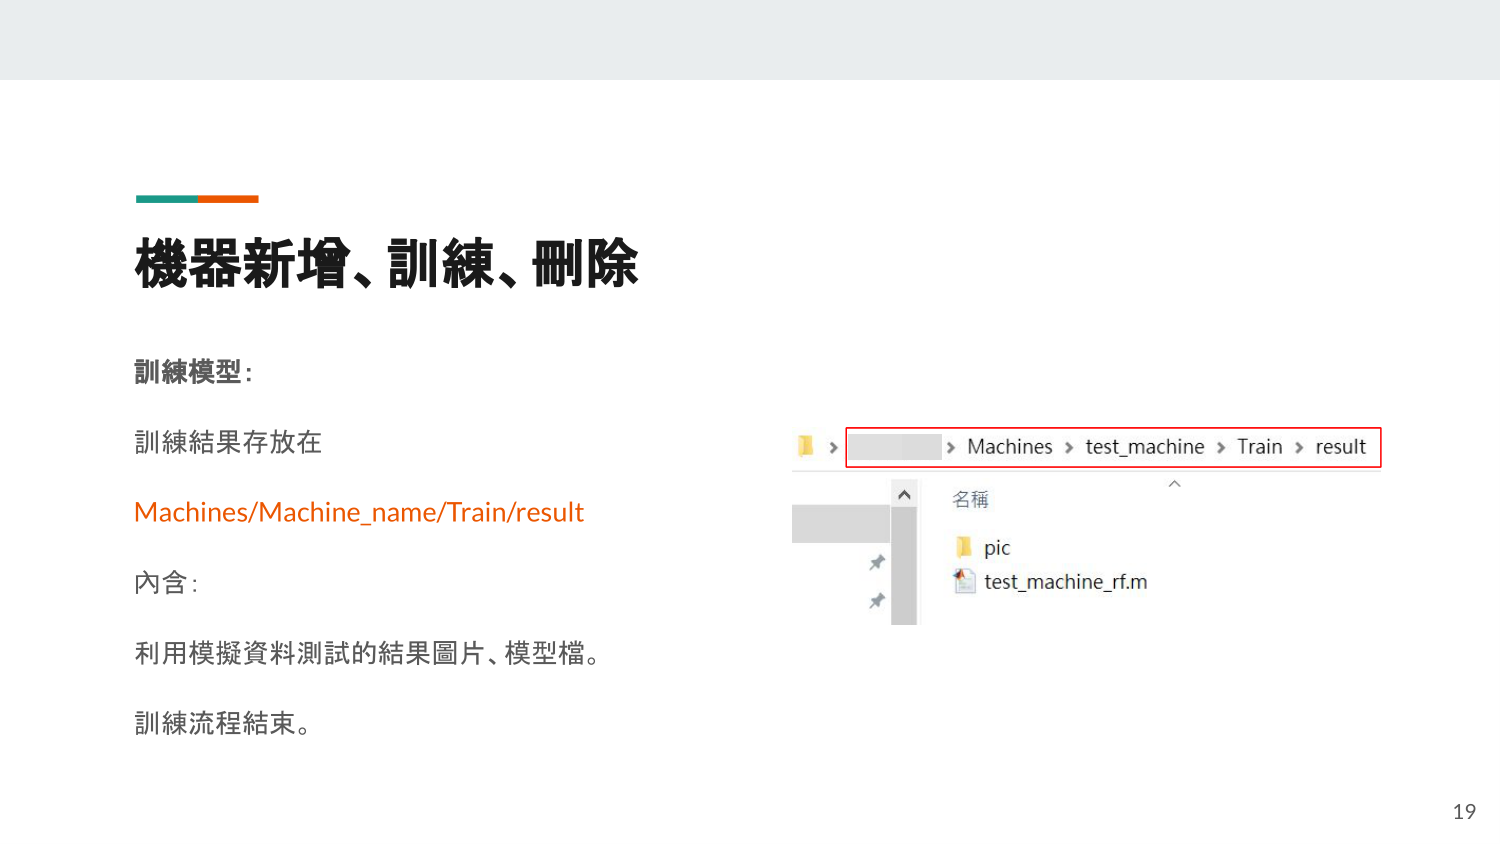 機器新增、訓練、刪除
訓練模型：
訓練結果存放在
Machines/Machine_name/Train/result
內含：
利用模擬資料測試的結果圖片、模型檔。
訓練流程結束。
Machines > test_machine > Train > result
名稱
pic
test_machine_rf.m
19